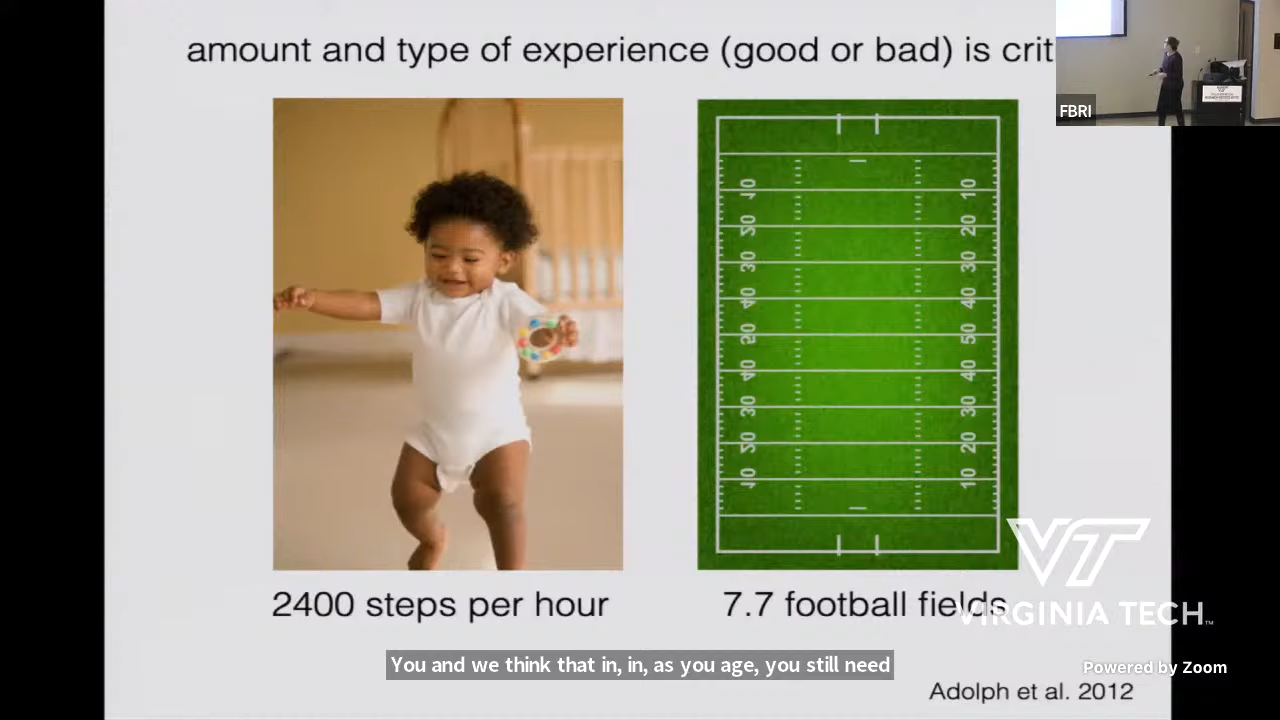 amount and type of experience (good or bad) is crit
FBRI
10 10
20 20
30 30
40 40
50 50
40 40
30 30
20 20
10 10
2400 steps per hour
7.7 football fields
VT
VIRGINIA TECH™
You and we think that in, in, as you age, you still need
Powered by Zoom
Adolph et al. 2012